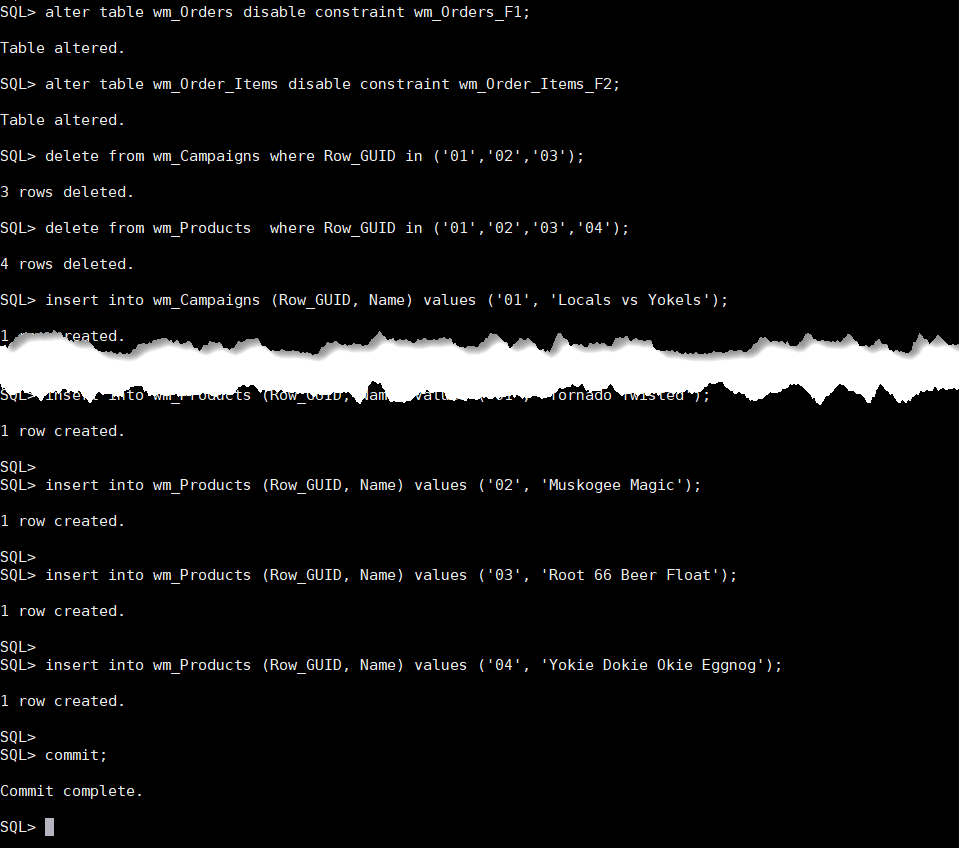 SQL> alter table wm_Orders disable constraint wm_Orders_F1;
Table altered.
SQL> alter table wm_Order_Items disable constraint wm_Order_Items_F2;
Table altered.
SQL> delete from wm_Campaigns where Row_GUID in ('01','02','03');
3 rows deleted.
SQL> delete from wm_Products  where Row_GUID in ('01','02','03','04');
4 rows deleted.
SQL> insert into wm_Campaigns (Row_GUID, Name) values ('01', 'Locals vs Yokels');
1 created.
SQL> insert into wm_Products (Row_GUID, Name) values ('01', 'Tornado Twisted');
1 row created.
SQL>
SQL> insert into wm_Products (Row_GUID, Name) values ('02', 'Muskogee Magic');
1 row created.
SQL>
SQL> insert into wm_Products (Row_GUID, Name) values ('03', 'Root 66 Beer Float');
1 row created.
SQL>
SQL> insert into wm_Products (Row_GUID, Name) values ('04', 'Yokie Dokie Okie Eggnog');
1 row created.
SQL>
SQL> commit;
Commit complete.
SQL>